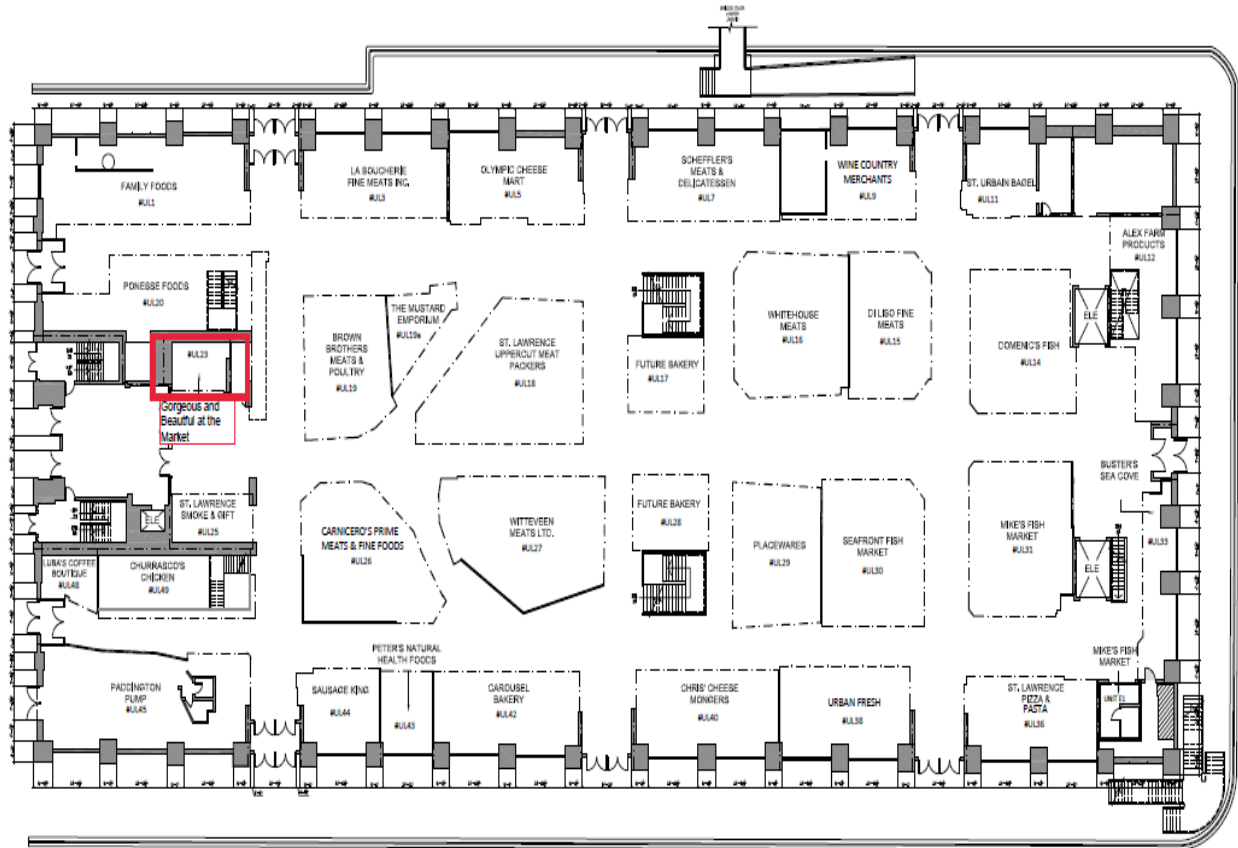 BRIDGE OVER
LOWER
JARVIS
FAMILY FOODS
#UL1
LA BOUCHERIE
FINE MEATS INC.
#UL3
OLYMPIC CHEESE
MART
#UL5
SCHEFFLER'S
MEATS &
DELICATESSEN
#UL7
WINE COUNTRY
MERCHANTS
#UL9
ST. URBAIN BAGEL
#UL11
ALEX FARM
PRODUCTS
#UL12
PONESSE FOODS
#UL20
#UL23
Gorgeous and
Beautful at the
Market
BROWN
BROTHERS
MEATS &
POULTRY
#UL19
THE MUSTARD
EMPORIUM
#UL19a
ST. LAWRENCE
UPPERCUT MEAT
PACKERS
#UL18
FUTURE BAKERY
#UL17
WHITEHOUSE
MEATS
#UL16
DI LISO FINE
MEATS
#UL15
DOMENIC'S FISH
#UL14
ELE
ELE
ST. LAWRENCE
SMOKE & GIFT
#UL25
CARNICERO'S PRIME
MEATS & FINE FOODS
#UL26
WITTEVEEN
MEATS LTD.
#UL27
FUTURE BAKERY
#UL28
PLACEWARES
#UL29
SEAFRONT FISH
MARKET
#UL30
MIKE'S FISH
MARKET
#UL31
ELE
BUSTER'S
SEA COVE
#UL33
LUBA'S COFFEE
BOUTIQUE
#UL48
CHURRASCO'S
CHICKEN
#UL49
PADDINGTON
PUMP
#UL45
SAUSAGE KING
#UL44
PETER'S NATURAL
HEALTH FOODS
#UL43
CAROUSEL
BAKERY
#UL42
CHRIS' CHEESE
MONGERS
#UL40
URBAN FRESH
#UL38
ST. LAWRENCE
PIZZA &
PASTA
#UL36
MIKE'S FISH
MARKET
UNIT E1